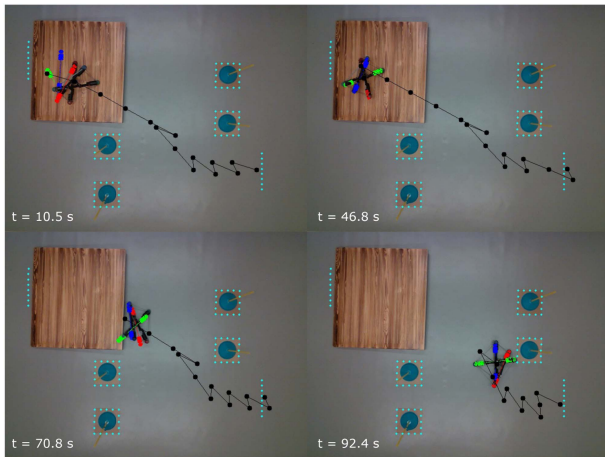 t = 10.5 s
t = 46.8 s
t = 70.8 s
t = 92.4 s